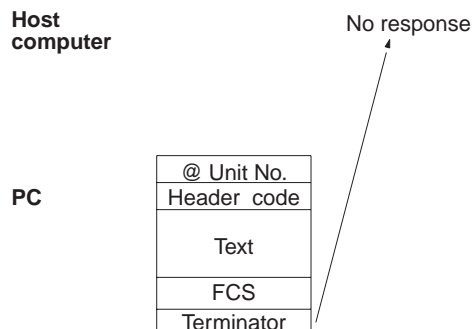 Host
computer
No response
PC
@ Unit No.
Header code
Text
FCS
Terminator